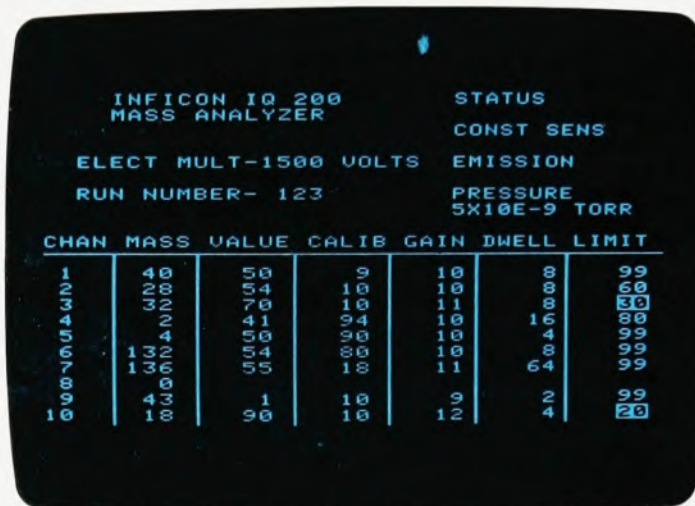 INFICON IQ 200 STATUS
MASS ANALYZER
CONST SENS
ELECT MULT-1500 VOLTS EMISSION
RUN NUMBER- 123 PRESSURE
5X10E-9 TORR
CHAN MASS VALUE CALIB GAIN DWELL LIMIT
1 40 50 9 10 8 99
2 28 54 10 10 8 60
3 32 70 10 11 8 30
4 2 41 94 10 16 80
5 4 50 90 10 4 99
6 132 54 80 10 8 99
7 136 55 18 11 64 99
8 0
9 43 1 10 9 2 99
10 18 90 10 12 4 20